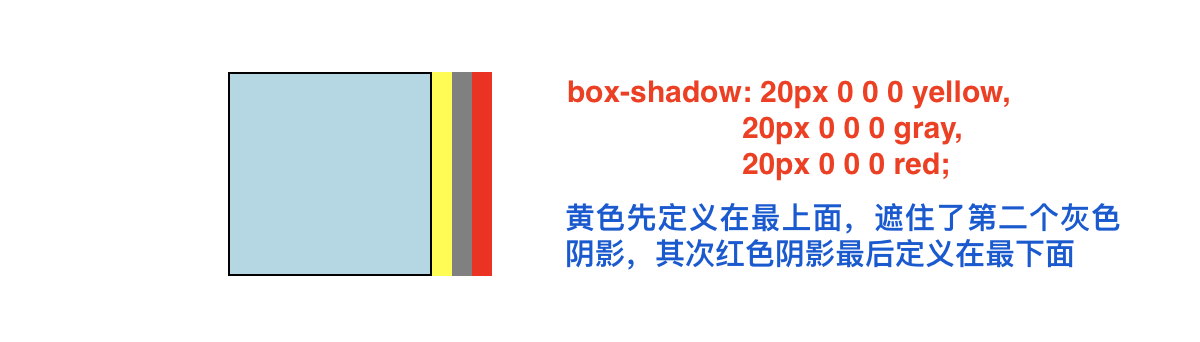 box-shadow: 20px 0 0 0 yellow,
20px 0 0 0 gray,
20px 0 0 0 red;
黄色先定义在最上面，遮住了第二个灰色
阴影，其次红色阴影最后定义在最下面